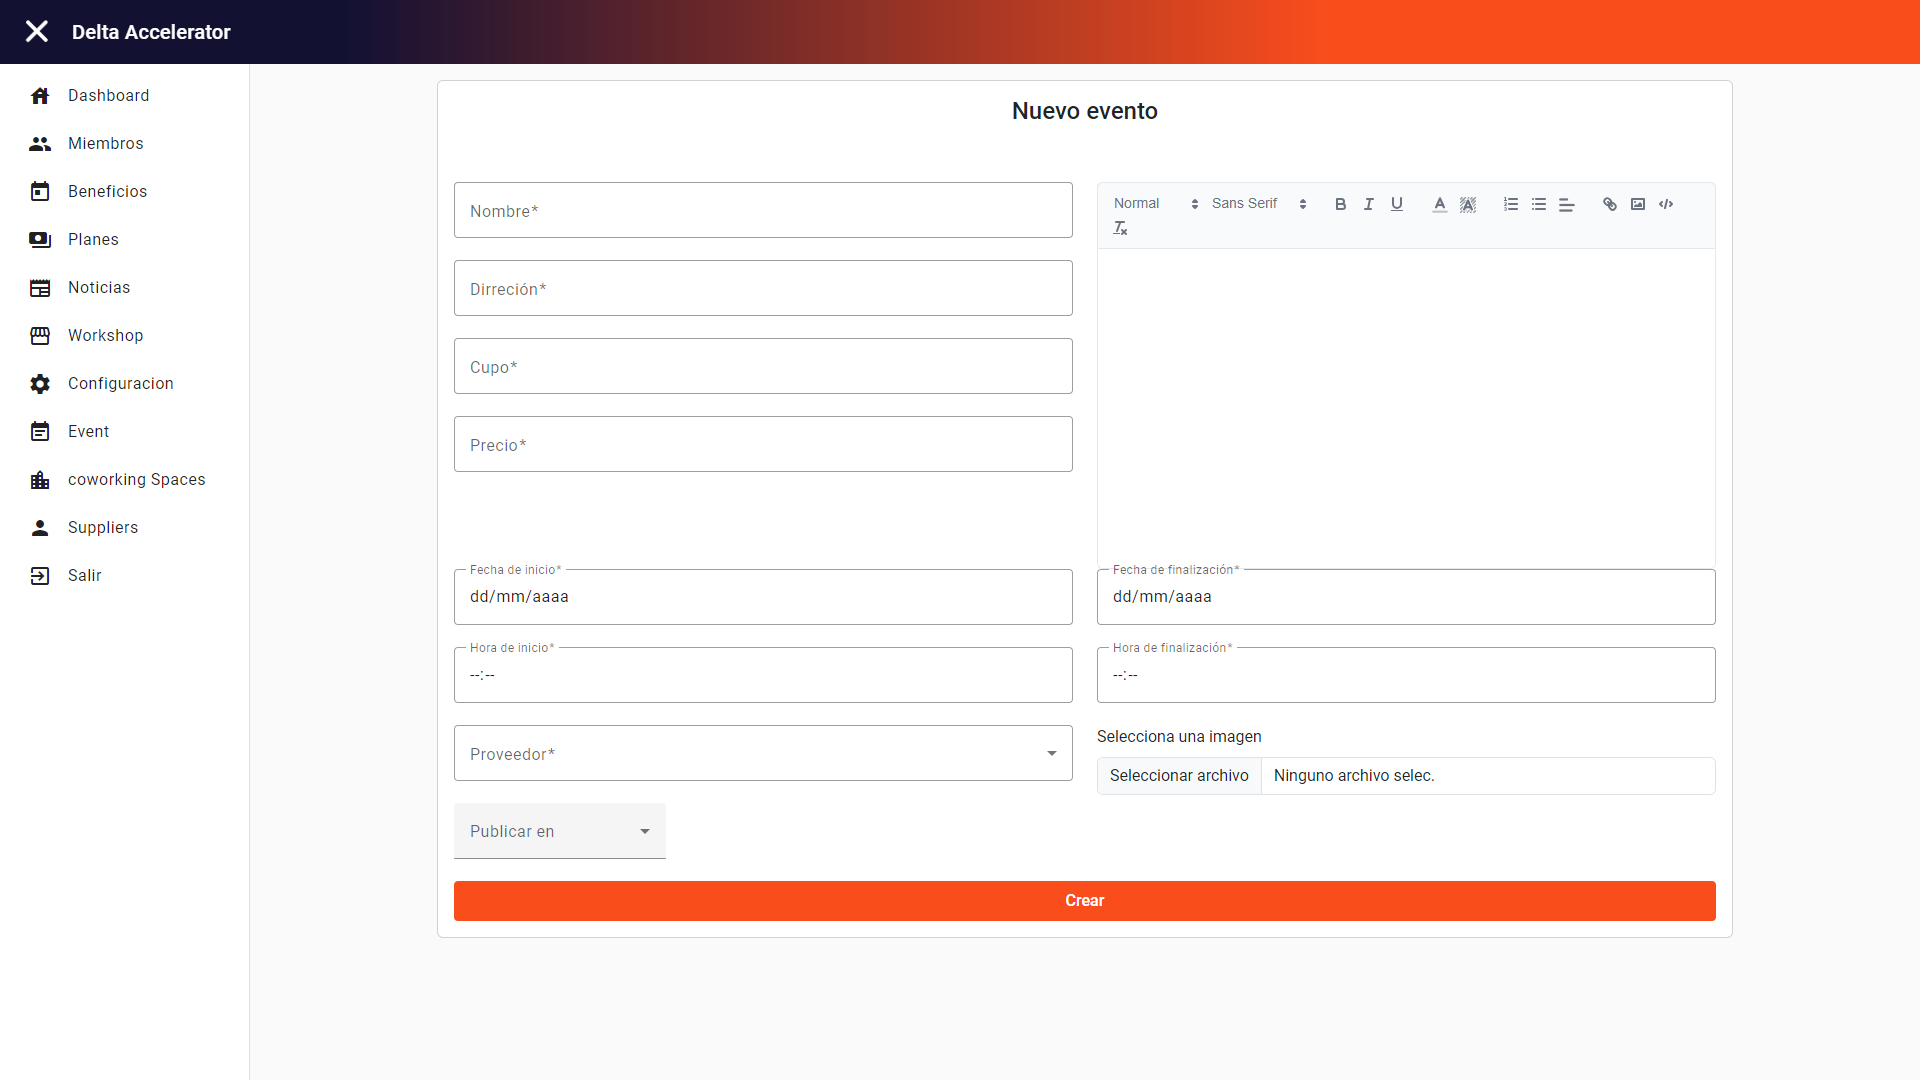 Delta Accelerator
Dashboard
Miembros
Beneficios
Planes
Noticias
Workshop
Configuracion
Event
coworking Spaces
Suppliers
Salir
Nuevo evento
Nombre*
Dirreción*
Cupo*
Precio*
Normal Sans Serif
Fecha de inicio*
dd/mm/aaaa
Fecha de finalización*
dd/mm/aaaa
Hora de inicio*
--:--
Hora de finalización*
--:--
Proveedor*
Selecciona una imagen
Seleccionar archivo Ninguno archivo selec.
Publicar en
Crear